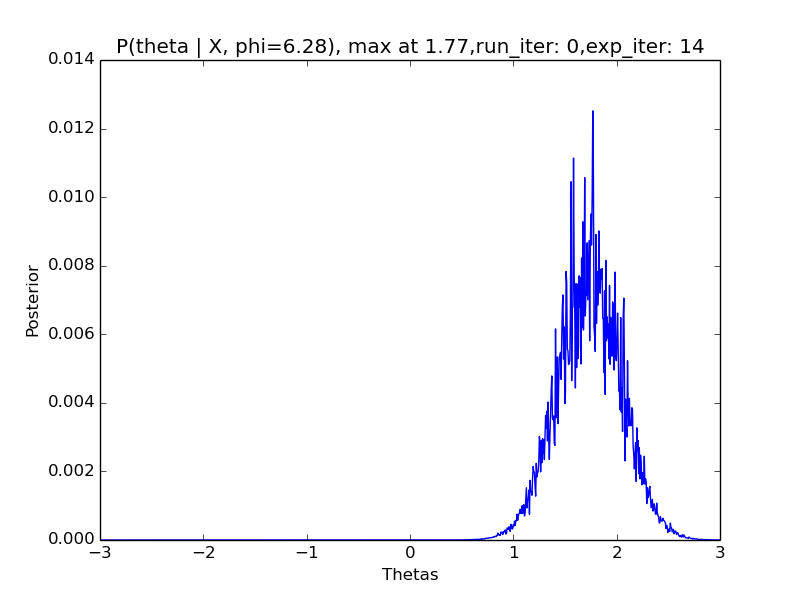 P(theta | X, phi=6.28), max at 1.77,run_iter: 0,exp_iter: 14
0.014
0.012
0.010
0.008
0.006
0.004
0.002
0.000
Posterior
−3 −2 −1 0 1 2 3
Thetas